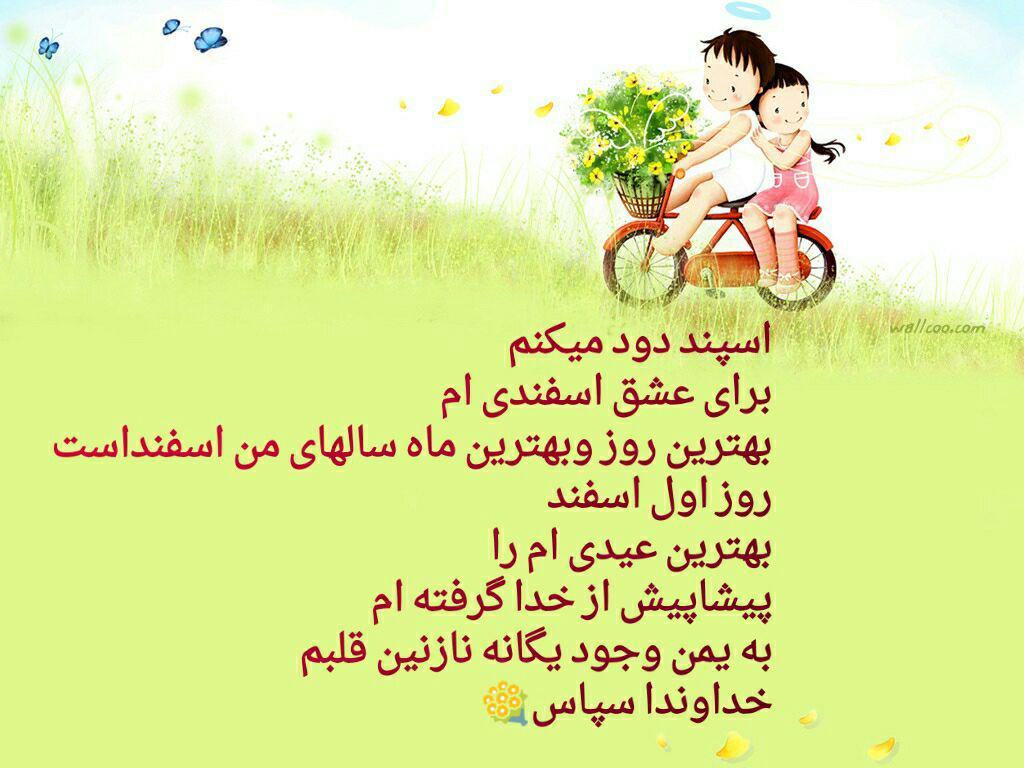 wallcoo.com
اسپند دود میکنم
برای عشق اسفندی ام
بهترین روز وبهترین ماه سالهای من اسفنداست
روز اول اسفند
بهترین عیدی ام را
پیشاپیش از خدا گرفته ام
به یمن وجود یگانه نازنین قلبم
خداوندا سپاس💐